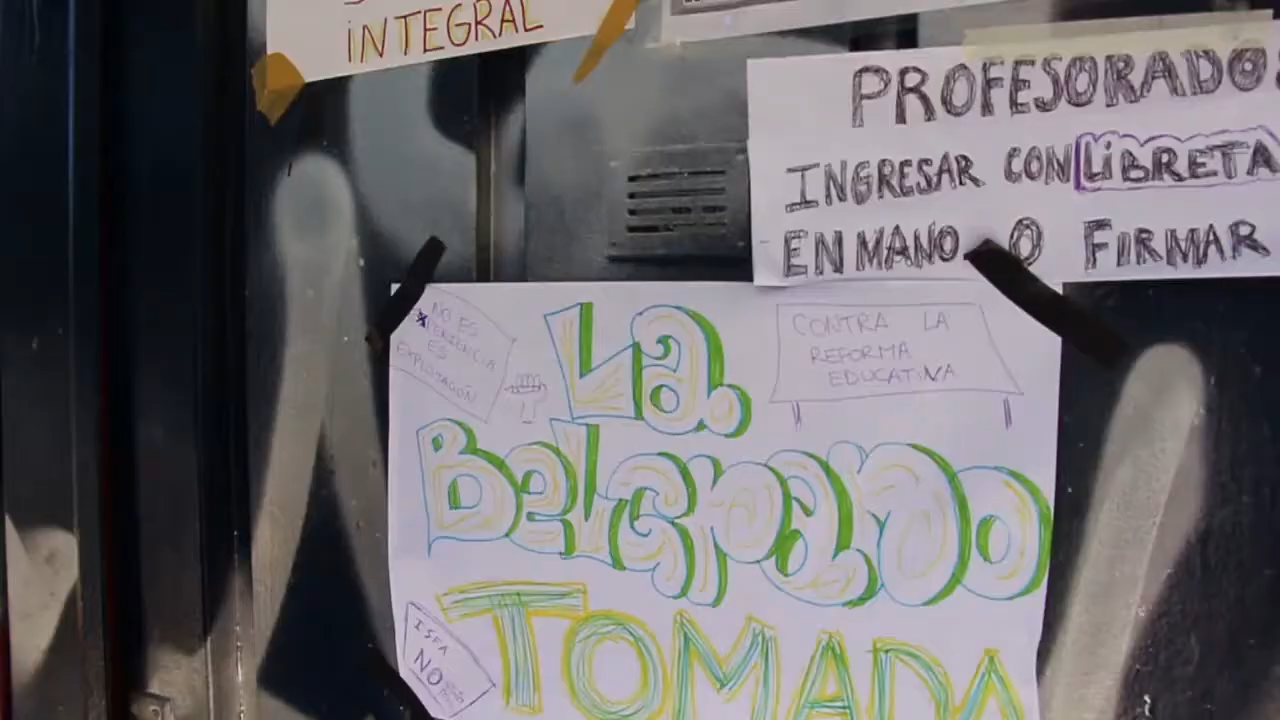 INTEGRAL
PROFESORADO
INGRESAR CON LIBRETA
EN MANO O FIRMAR
NO ES
ES
EXPLOTACIÓN
LA
CONTRA LA
REFORMA
EDUCATIVA
BELGRANO
TOMADA
NO